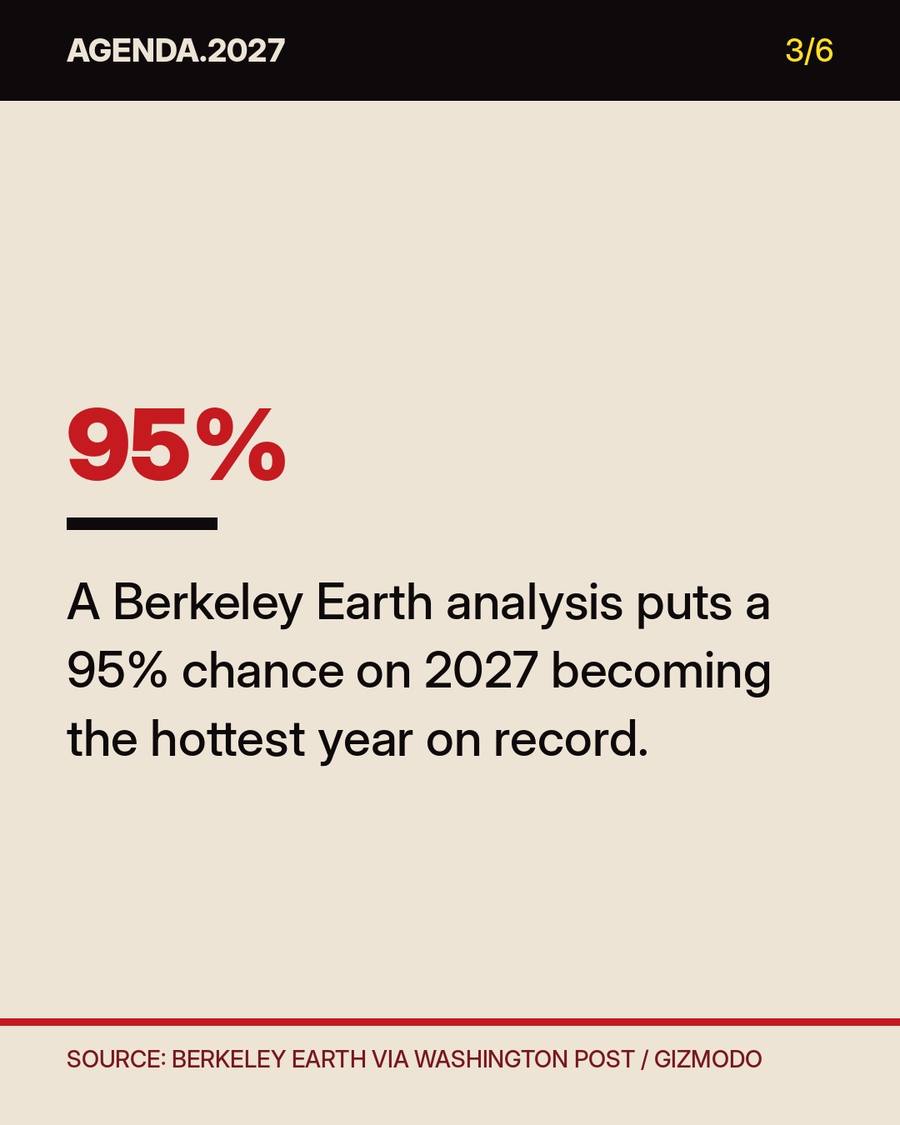 AGENDA.2027
3/6
95%
A Berkeley Earth analysis puts a
95% chance on 2027 becoming
the hottest year on record.
SOURCE: BERKELEY EARTH VIA WASHINGTON POST / GIZMODO